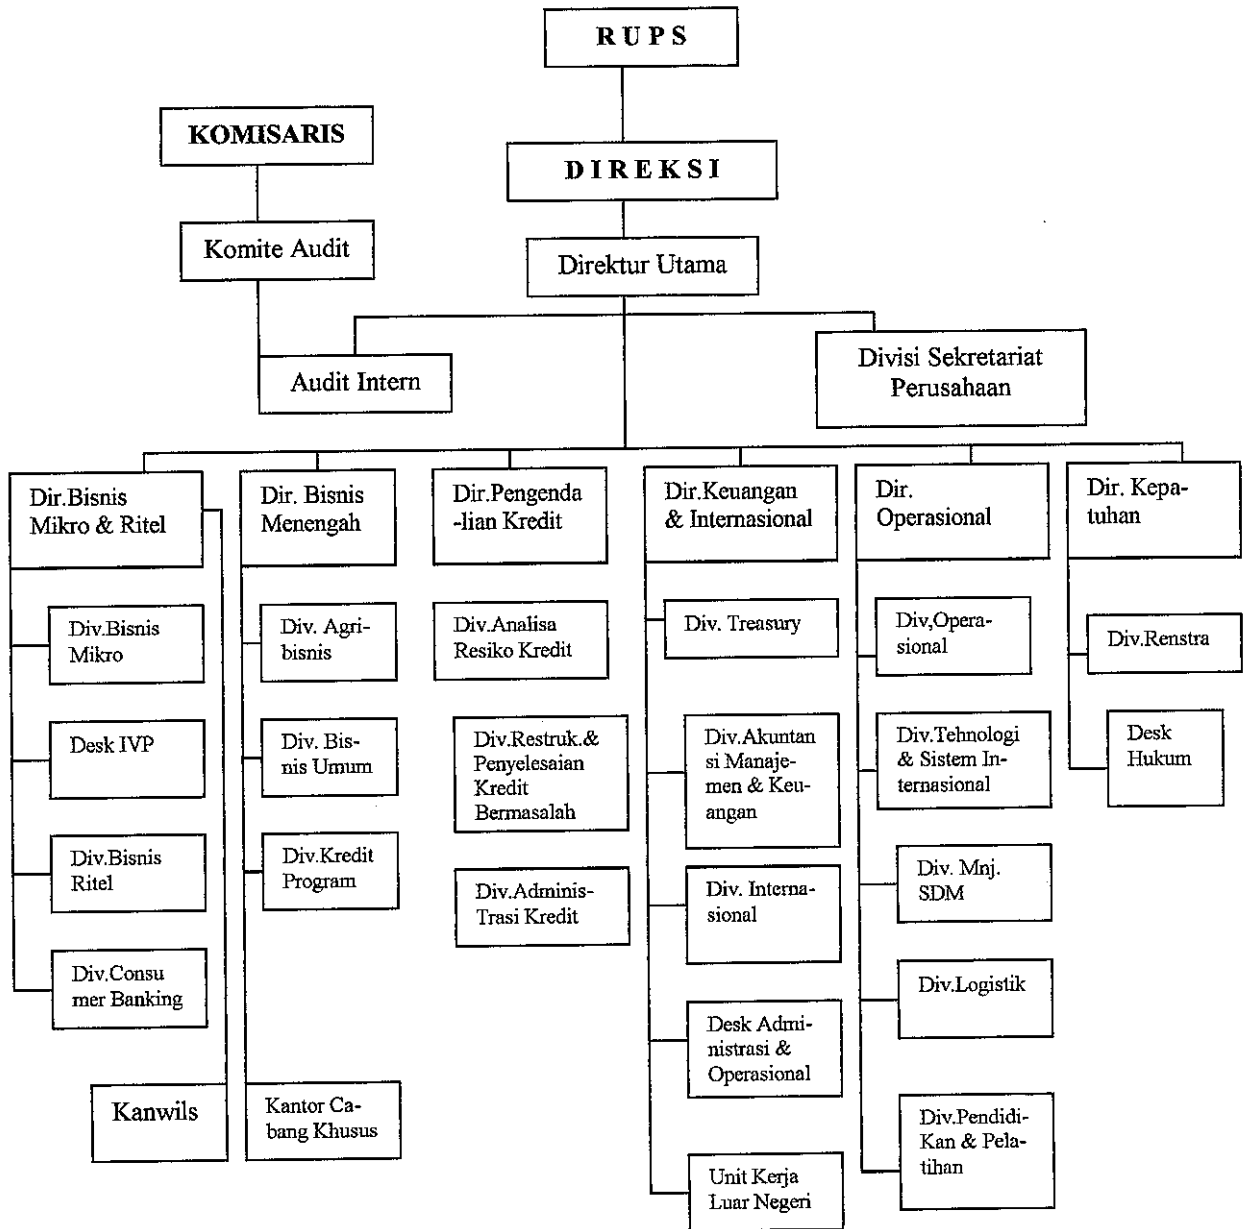 R U P S
KOMISARIS
D I R E K S I
Komite Audit
Direktur Utama
Audit Intern
Divisi Sekretariat
Perusahaan
Dir.Bisnis
Mikro & Ritel
Dir. Bisnis
Menengah
Dir.Pengenda
-lian Kredit
Dir.Keuangan
& Internasional
Dir.
Operasional
Dir. Kepa-
tuhan
Div.Bisnis
Mikro
Desk IVP
Div.Bisnis
Ritel
Div.Consu
mer Banking
Kanwils
Div. Agri-
bisnis
Div. Bis-
nis Umum
Div.Kredit
Program
Kantor Ca-
bang Khusus
Div.Analisa
Resiko Kredit
Div.Restruk.&
Penyelesaian
Kredit
Bermasalah
Div.Adminis-
Trasi Kredit
Div. Treasury
Div.Akuntan
si Manaje-
men & Keu-
angan
Div. Interna-
sional
Desk Admi-
nistrasi &
Operasional
Unit Kerja
Luar Negeri
Div,Opera-
sional
Div.Tehnologi
& Sistem In-
ternasional
Div. Mnj.
SDM
Div.Logistik
Div.Pendidi-
Kan & Pela-
tihan
Div.Renstra
Desk
Hukum